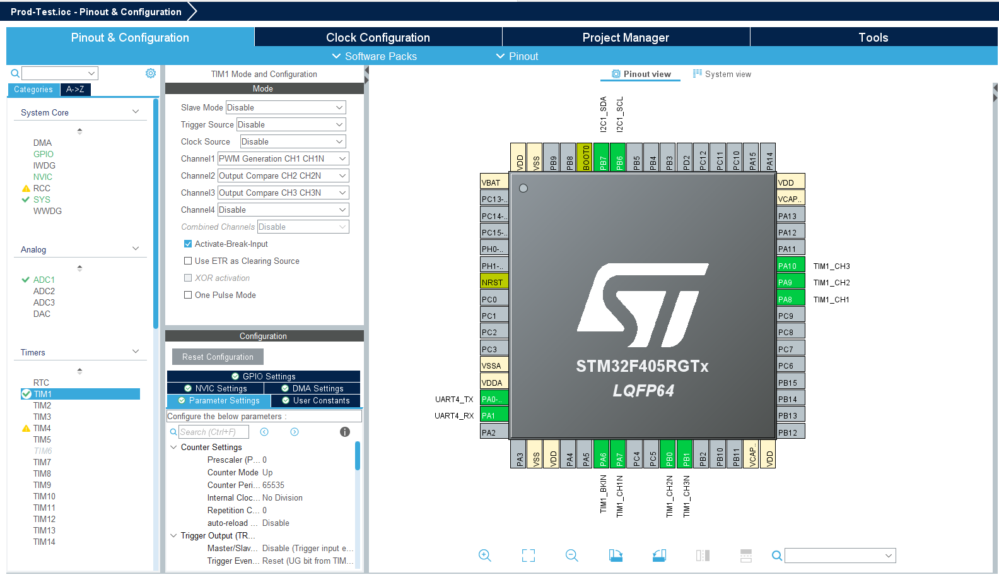 Prod-Test.ioc - Pinout & Configuration
Pinout & Configuration
Clock Configuration
Project Manager
Tools
Software Packs
Pinout
Categories
A->Z
System Core
DMA
GPIO
IWDG
NVIC
RCC
SYS
WWDG
Analog
ADC1
ADC2
ADC3
DAC
Timers
RTC
TIM1
TIM2
TIM3
TIM4
TIM5
TIM6
TIM7
TIM8
TIM9
TIM10
TIM11
TIM12
TIM13
TIM14
TIM1 Mode and Configuration
Mode
Slave Mode Disable
Trigger Source Disable
Clock Source Disable
Channel1 PWM Generation CH1 CH1N
Channel2 Output Compare CH2 CH2N
Channel3 Output Compare CH3 CH3N
Channel4 Disable
Combined Channels Disable
Activate-Break-Input
Use ETR as Clearing Source
XOR activation
One Pulse Mode
Configuration
Reset Configuration
GPIO Settings
NVIC Settings
DMA Settings
Parameter Settings
User Constants
Configure the below parameters :
Search (Ctrl+F)
Counter Settings
Prescaler (P... 0
Counter Mode Up
Counter Peri... 65535
Internal Cloc... No Division
Repetition C... 0
auto-reload ... Disable
Trigger Output (TR...
Master/Slav... Disable (Trigger input e...
Trigger Even... Reset (UG bit from TIM...
Pinout view
System view
I2C1_SDA
I2C1_SCL
VDD
VSS
PB9
PB8
BOOT0
PB7
PB6
PB5
PB4
PB3
PD2
PC12
PC11
PC10
PA15
PA14
VBAT
PC13-..
PC14-..
PC15-..
PH0-..
PH1-..
NRST
PC0
PC1
PC2
PC3
VSSA
VDDA
UART4_TX PA0-..
UART4_RX PA1
PA2
STM32F405RGTx
LQFP64
VDD
VCAP..
PA13
PA12
PA11
PA10 TIM1_CH3
PA9 TIM1_CH2
PA8 TIM1_CH1
PC9
PC8
PC7
PC6
PB15
PB14
PB13
PB12
PA3
VSS
VDD
PA4
PA5
PA6
PA7
PC4
PC5
PB0
PB1
PB2
PB10
PB11
VCAP..
VDD
TIM1_BKIN
TIM1_CH1N
TIM1_CH2N
TIM1_CH3N